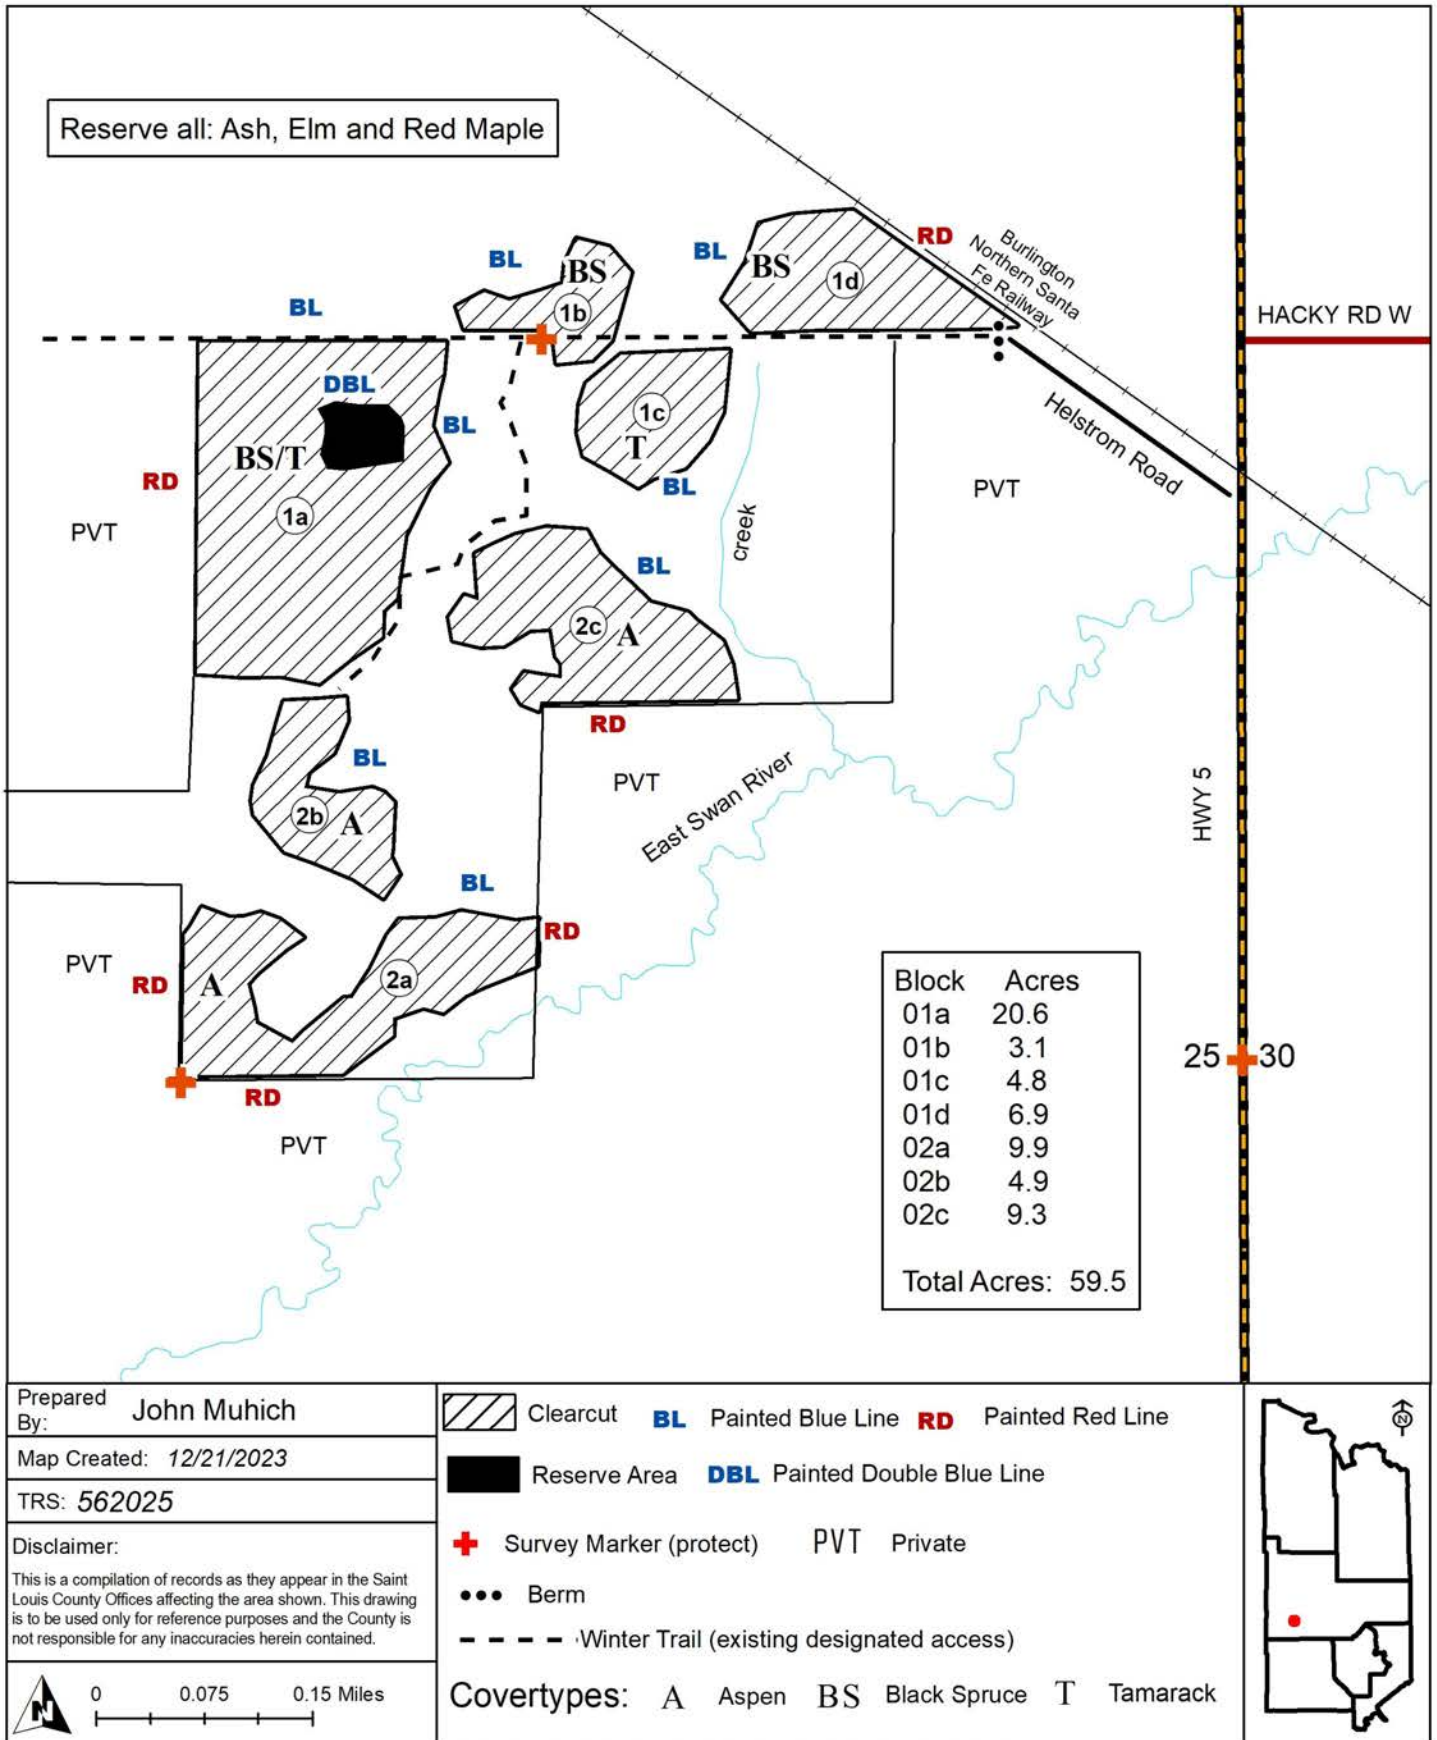 Reserve all: Ash, Elm and Red Maple
RD
Burlington
Northern Santa
Fe Railway
BL
BS
BL
BS
1d
1b
BL
HACKY RD W
DBL
BL
1c
T
Helstrom Road
BS/T
RD
BL
PVT
1a
PVT
creek
BL
2c
A
RD
BL
PVT
East Swan River
HWY 5
2b
A
BL
RD
PVT
RD
A
2a
RD
PVT
25
30
Block Acres
01a 20.6
01b 3.1
01c 4.8
01d 6.9
02a 9.9
02b 4.9
02c 9.3
Total Acres: 59.5
Prepared
By:
John Muhich
Map Created: 12/21/2023
TRS: 562025
Disclaimer:
This is a compilation of records as they appear in the Saint
Louis County Offices affecting the area shown. This drawing
is to be used only for reference purposes and the County is
not responsible for any inaccuracies herein contained.
N
0 0.075 0.15 Miles
Clearcut BL Painted Blue Line RD Painted Red Line
Reserve Area DBL Painted Double Blue Line
Survey Marker (protect) PVT Private
Berm
Winter Trail (existing designated access)
Covertypes: A Aspen BS Black Spruce T Tamarack
N